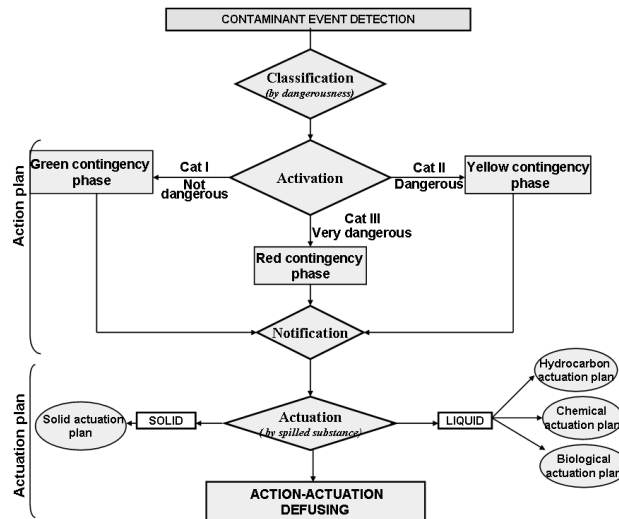 CONTAMINANT EVENT DETECTION
Classification
(by dangerousness)
Action plan
Green contingency
phase
Cat I
Not
dangerous
Activation
Cat II
Dangerous
Yellow contingency
phase
Cat III
Very dangerous
Red contingency
phase
Notification
Actuation plan
Solid actuation
plan
SOLID
Actuation
( by spilled substance)
LIQUID
Hydrocarbon
actuation plan
Chemical
actuation plan
Biological
actuation plan
ACTION-ACTUATION
DEFUSING